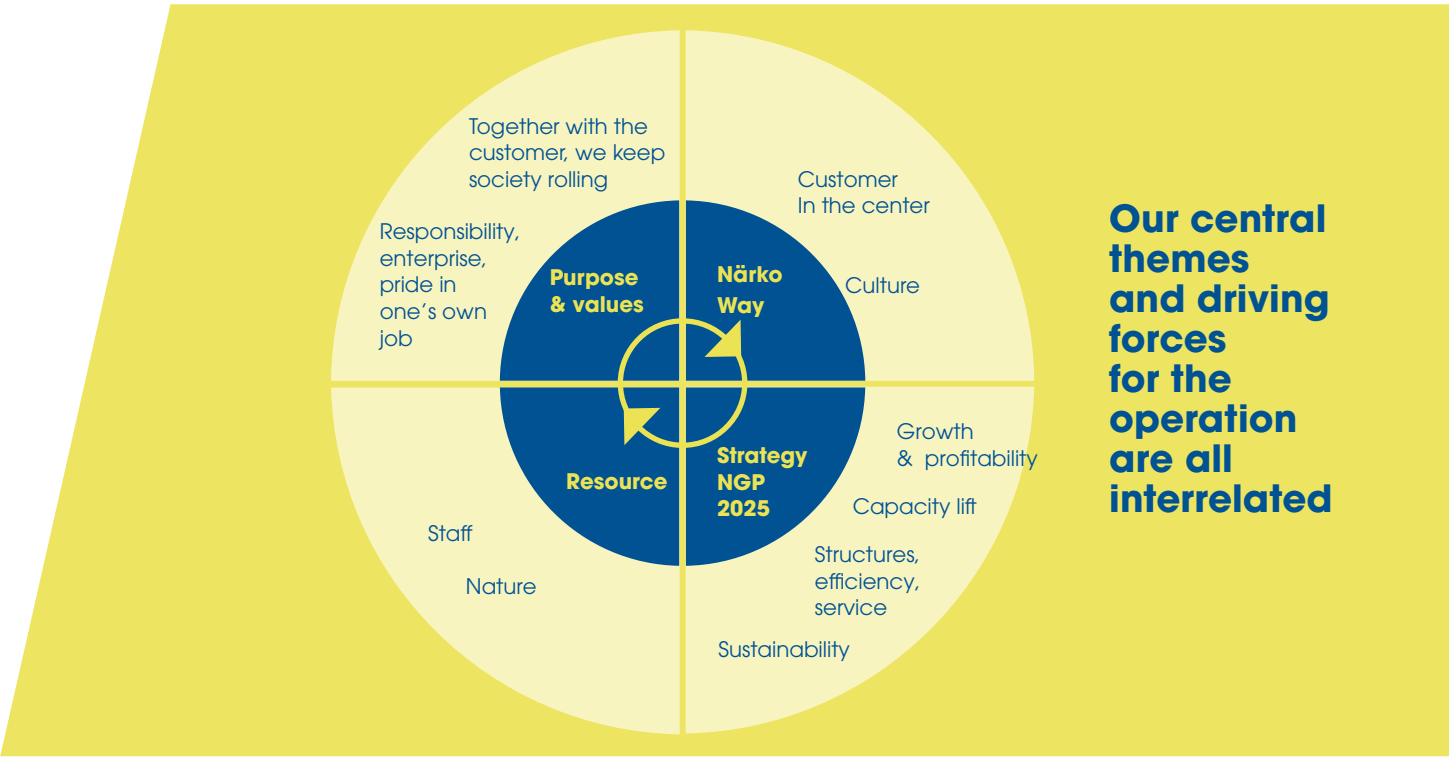 Together with the
customer, we keep
society rolling
Responsibility,
enterprise,
pride in
one's own
job
Purpose
& values
Närko
Way
Customer
In the center
Culture
Resource
Staff
Nature
Strategy
NGP
2025
Growth
& profitability
Capacity lift
Structures,
efficiency,
service
Sustainability
Our central
themes
and driving
forces
for the
operation
are all
interrelated